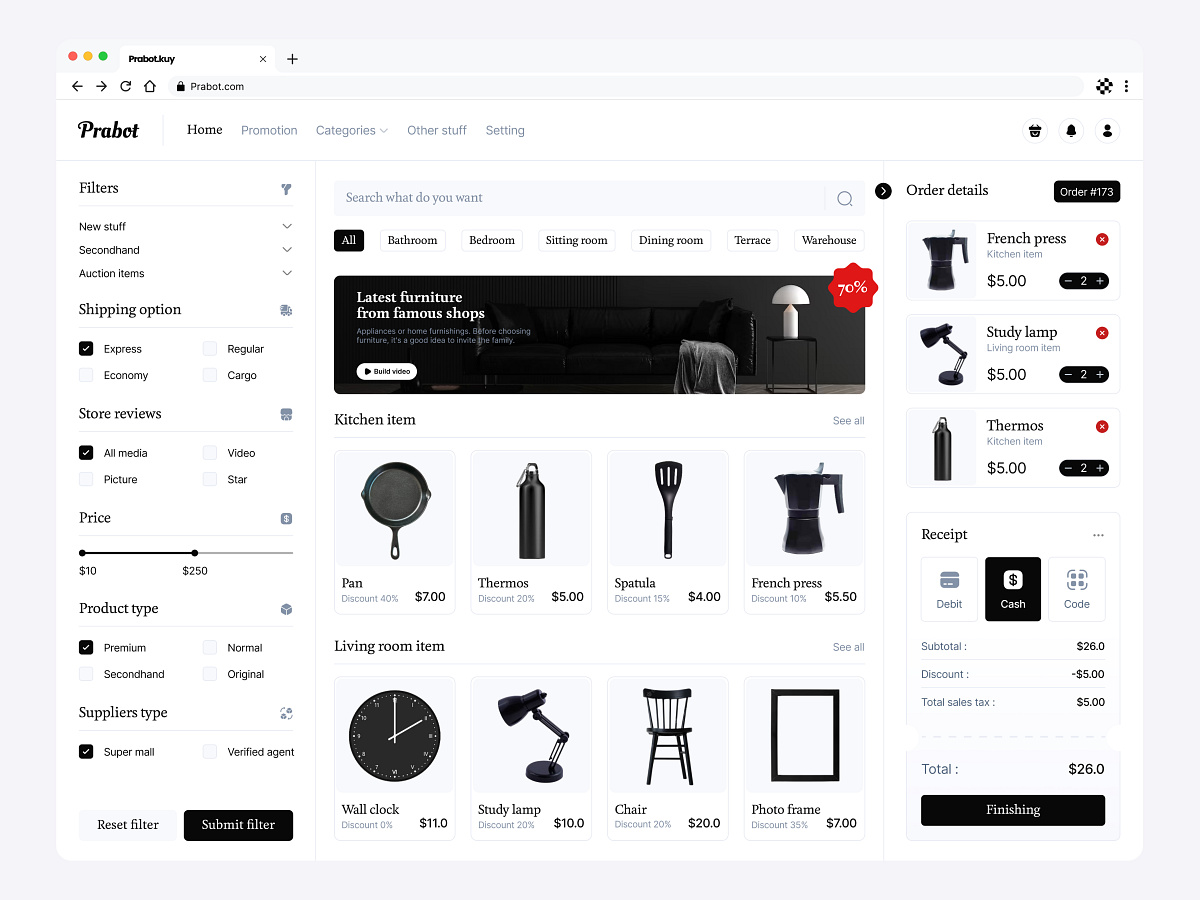 Prabot.kuy
Prabot.com
Prabot
Home
Promotion
Categories
Other stuff
Setting
Filters
New stuff
Secondhand
Auction items
Shipping option
Express
Regular
Economy
Cargo
Store reviews
All media
Video
Picture
Star
Price
$10
$250
Product type
Premium
Normal
Secondhand
Original
Suppliers type
Super mall
Verified agent
Reset filter
Submit filter
Search what do you want
All
Bathroom
Bedroom
Sitting room
Dining room
Terrace
Warehouse
70%
Latest furniture
from famous shops
Appliances or home furnishings. Before choosing
furniture, it's a good idea to invite the family.
Build video
Kitchen item
See all
Pan
Discount 40%
$7.00
Thermos
Discount 20%
$5.00
Spatula
Discount 15%
$4.00
French press
Discount 10%
$5.50
Living room item
See all
Wall clock
Discount 0%
$11.0
Study lamp
Discount 20%
$10.0
Chair
Discount 20%
$20.0
Photo frame
Discount 35%
$7.00
Order details
Order #173
French press
Kitchen item
$5.00
2
Study lamp
Living room item
$5.00
2
Thermos
Kitchen item
$5.00
2
Receipt
Debit
Cash
Code
Subtotal :
$26.0
Discount :
-$5.00
Total sales tax :
$5.00
Total :
$26.0
Finishing